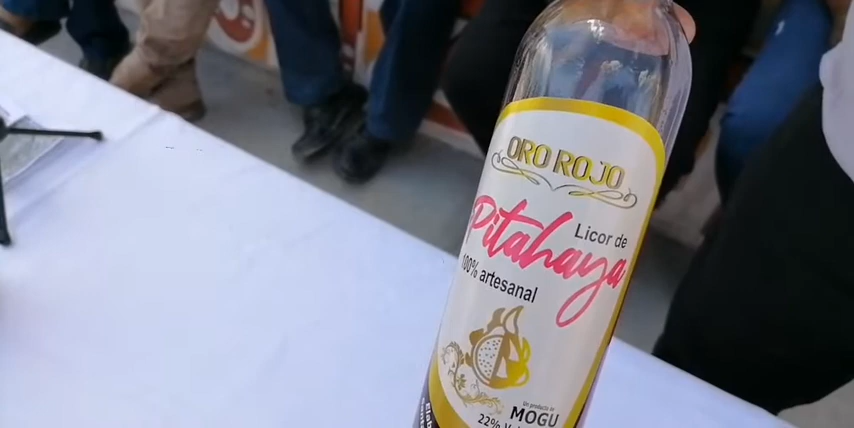 ORO ROJO
Licor de
Pitahaya
100% artesanal
Un producto de
MOGU
22%